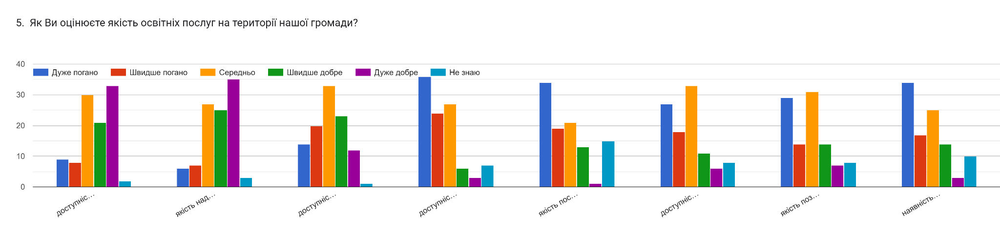 5. Як Ви оцінюєте якість освітніх послуг на території нашої громади?
40
Дуже погано Швидше погано Середньо Швидше добре Дуже добре Не знаю
30
20
10
0
доступніс… якість над… доступніс… доступніс… якість пос… доступніс… якість поз… наявність…